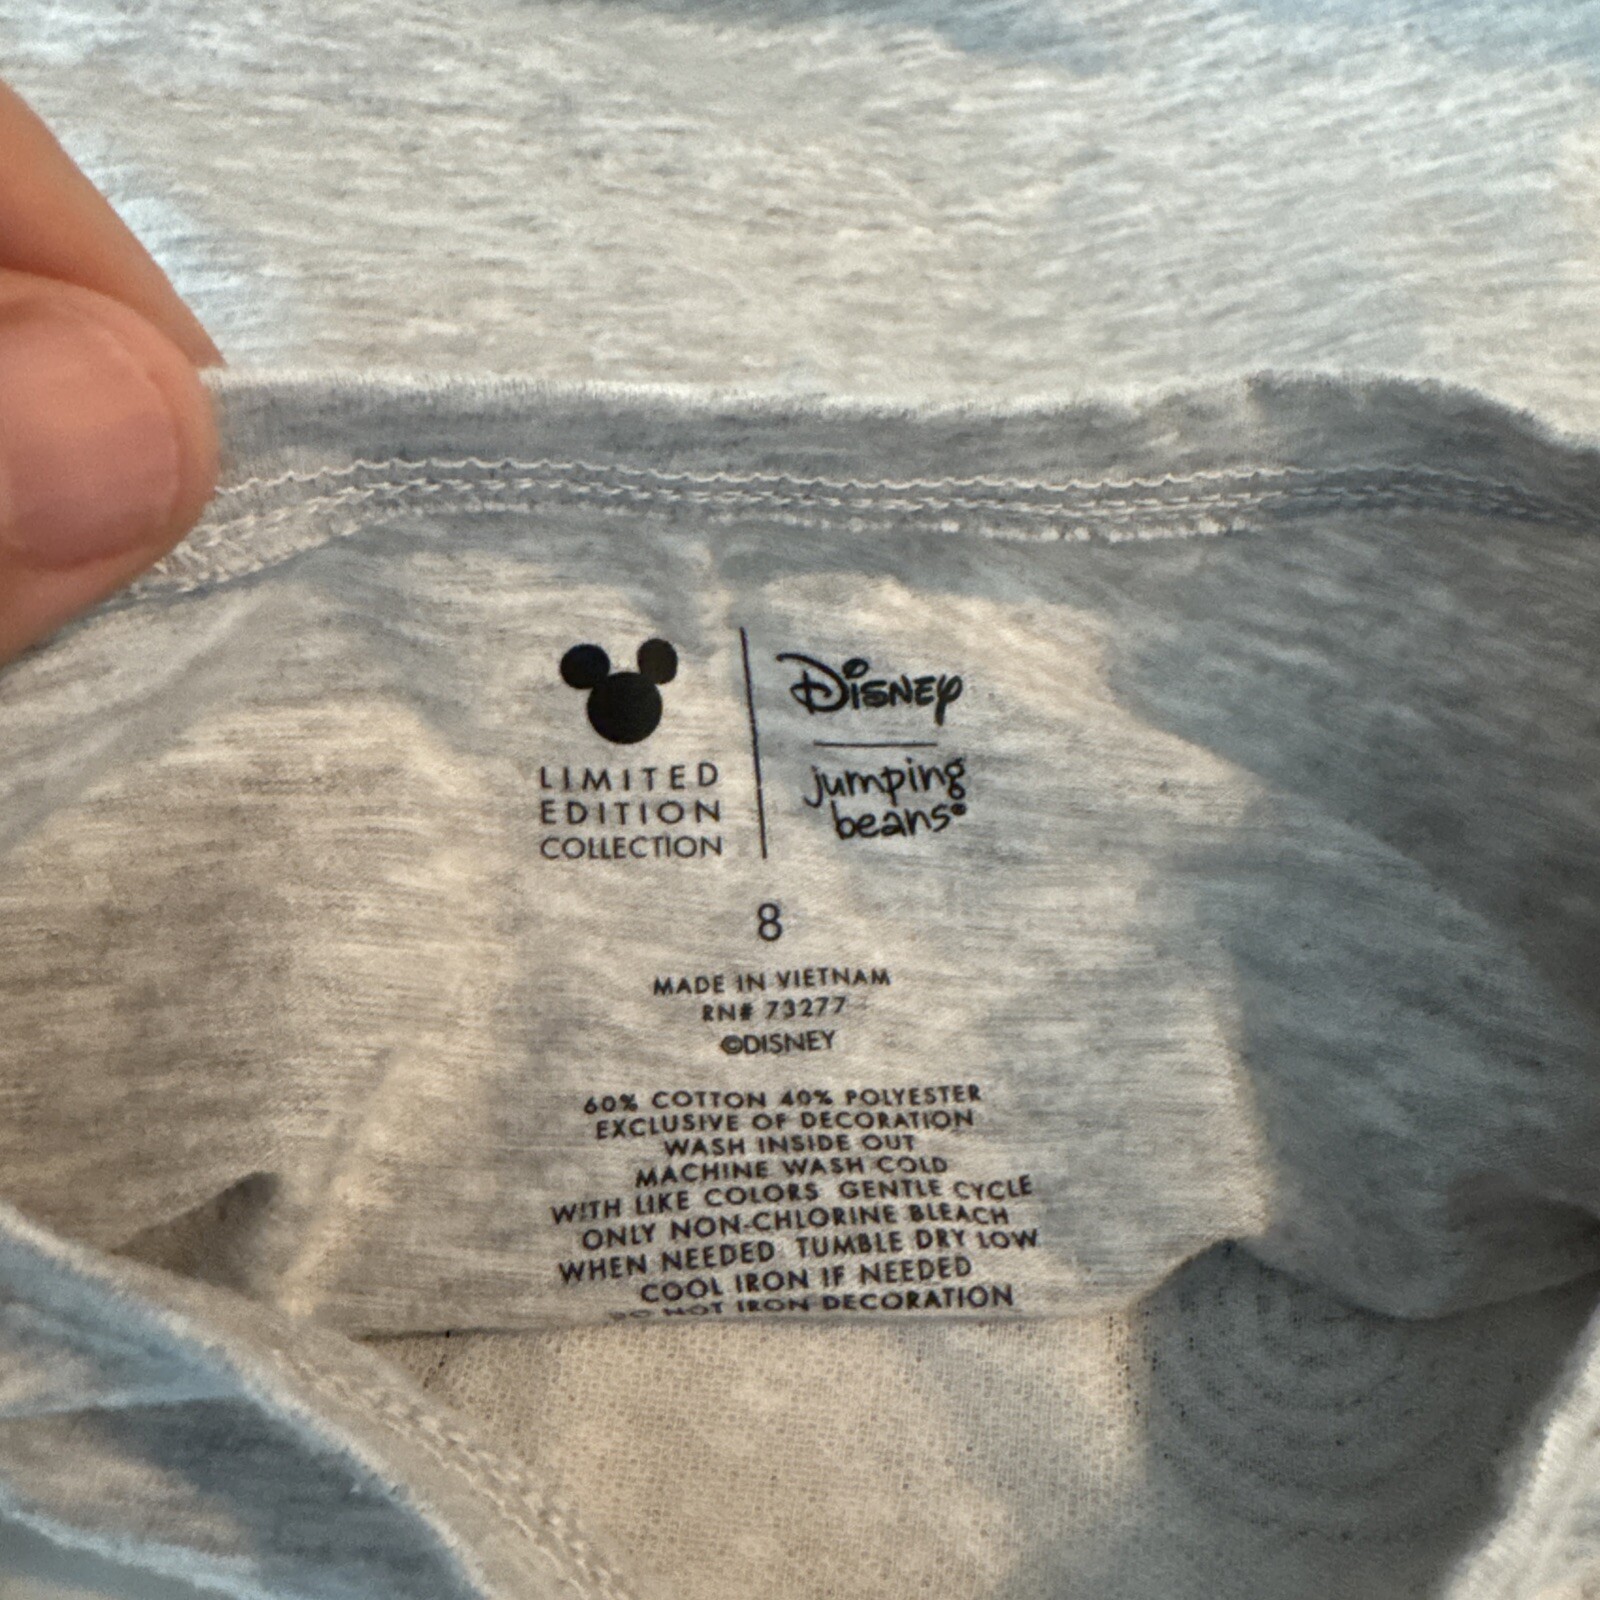 LIMITED
EDITION
COLLECTION
Disney
jumping
beans®
8
MADE IN VIETNAM
RN# 73277
©DISNEY
60% COTTON 40% POLYESTER
EXCLUSIVE OF DECORATION
WASH INSIDE OUT
MACHINE WASH COLD
WITH LIKE COLORS GENTLE CYCLE
ONLY NON-CHLORINE BLEACH
WHEN NEEDED TUMBLE DRY LOW
COOL IRON IF NEEDED
DO NOT IRON DECORATION